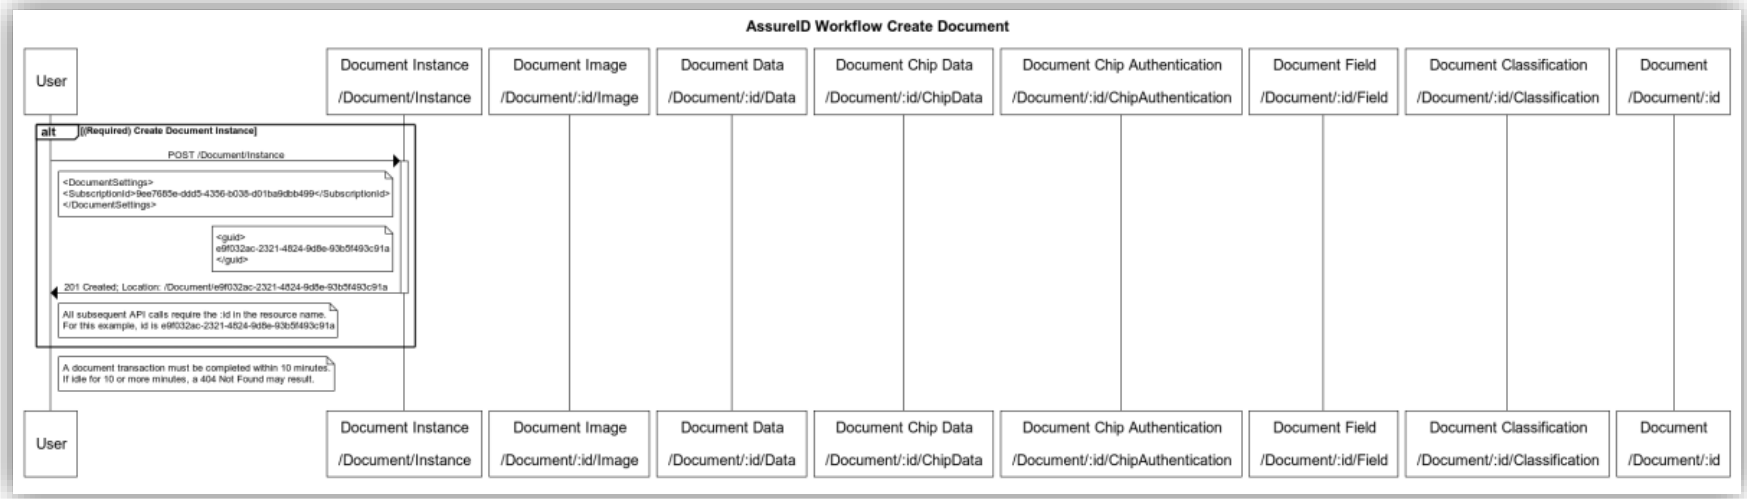 AssureID Workflow Create Document
User
Document Instance
/Document/Instance
Document Image
/Document/:id/Image
Document Data
/Document/:id/Data
Document Chip Data
/Document/:id/ChipData
Document Chip Authentication
/Document/:id/ChipAuthentication
Document Field
/Document/:id/Field
Document Classification
/Document/:id/Classification
Document
/Document/:id
alt [(Required) Create Document Instance]
POST /Document/Instance
<DocumentSettings>
<SubscriptionId>9ee7685e-ddd5-4356-b038-d01ba9dbb499</SubscriptionId>
</DocumentSettings>
<guid>
e9f032ac-2321-4824-9d8e-93b5f493c91a
</guid>
201 Created; Location: /Document/e9f032ac-2321-4824-9d8e-93b5f493c91a
All subsequent API calls require the :id in the resource name.
For this example, id is e9f032ac-2321-4824-9d8e-93b5f493c91a
A document transaction must be completed within 10 minutes.
If idle for 10 or more minutes, a 404 Not Found may result.
User
Document Instance
/Document/Instance
Document Image
/Document/:id/Image
Document Data
/Document/:id/Data
Document Chip Data
/Document/:id/ChipData
Document Chip Authentication
/Document/:id/ChipAuthentication
Document Field
/Document/:id/Field
Document Classification
/Document/:id/Classification
Document
/Document/:id